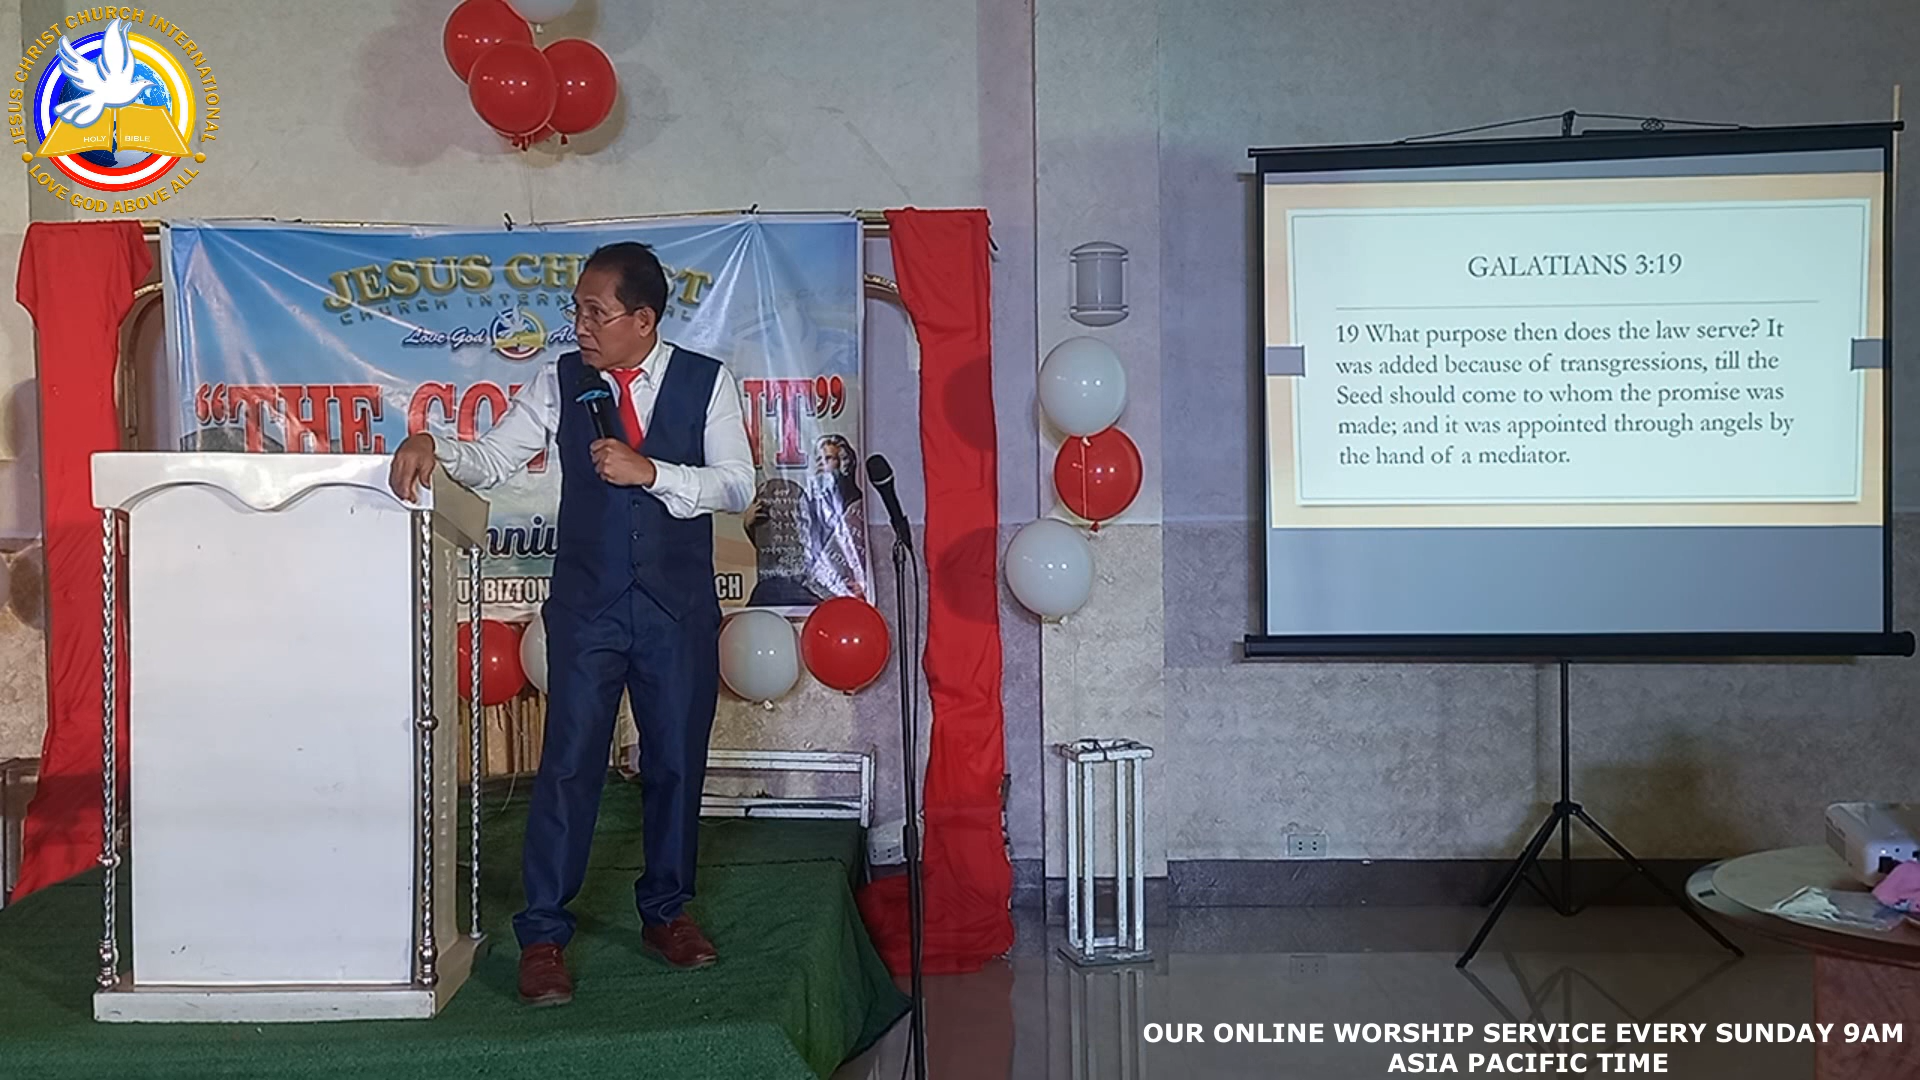 JESUS CHRIST CHURCH INTERNATIONAL
HOLY BIBLE
LOVE GOD ABOVE ALL
JESUS CH ST
CHURCH INTERN AL
Love God
"THE CO NT"
BIZTON
CH
GALATIANS 3:19
19 What purpose then does the law serve? It
was added because of transgressions, till the
Seed should come to whom the promise was
made; and it was appointed through angels by
the hand of a mediator.
OUR ONLINE WORSHIP SERVICE EVERY SUNDAY 9AM
ASIA PACIFIC TIME